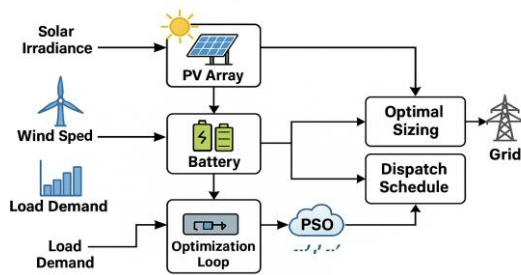 Solar
Irradiance
PV Array
Wind Sped
Battery
Optimal
Sizing
Grid
Load Demand
Dispatch
Schedule
Load
Demand
Optimization
Loop
PSO